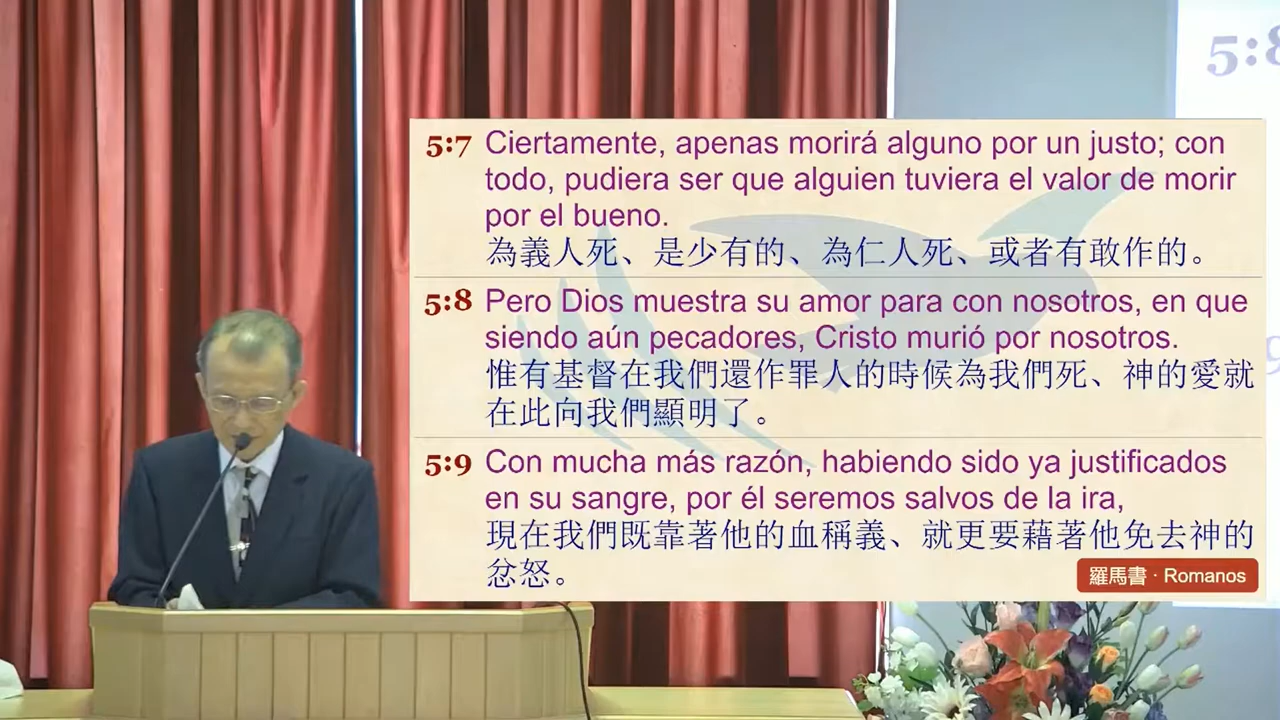 5:8
5:7 Ciertamente, apenas morirá alguno por un justo; con
todo, pudiera ser que alguien tuviera el valor de morir
por el bueno.
為義人死、是少有的、為仁人死、或者有敢作的。
5:8 Pero Dios muestra su amor para con nosotros, en que
siendo aún pecadores, Cristo murió por nosotros.
惟有基督在我們還作罪人的時候為我們死、神的愛就
在此向我們顯明了。
5:9 Con mucha más razón, habiendo sido ya justificados
en su sangre, por él seremos salvos de la ira,
現在我們既靠著他的血稱義、就更要藉著他免去神的
忿怒。
羅馬書 · Romanos